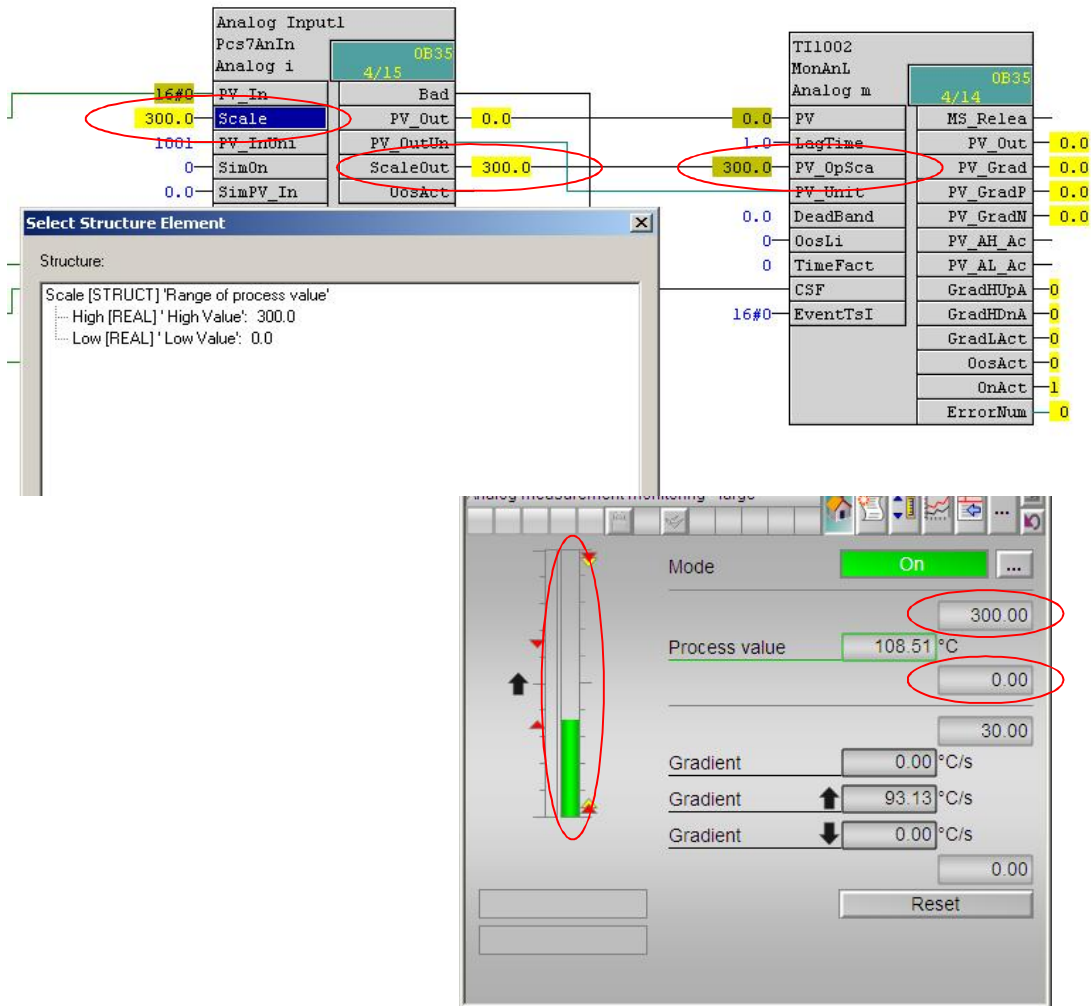 Analog Input1
Pcs7AnIn
Analog i
OB35
4/15
16#0 PV_In Bad
300.0 Scale PV_Out 0.0
1001 PV_InUni PV_OutUn
0 SimOn ScaleOut 300.0
0.0 SimPV_In OosAct
TI1002
MonAnL
Analog m
OB35
4/14
0.0 PV MS_Relea
1.0 LagTime PV_Out 0.0
300.0 PV_OpSca PV_Grad 0.0
PV_Unit PV_GradP 0.0
0.0 DeadBand PV_GradN 0.0
0 OosLi PV_AH_Ac
0 TimeFact PV_AL_Ac
CSF GradHUpA 0
16#0 EventTsI GradHDnA 0
GradLAct 0
OosAct 0
OnAct 1
ErrorNum 0
Select Structure Element
Structure:
Scale [STRUCT] 'Range of process value'
High [REAL] ' High Value': 300.0
Low [REAL] ' Low Value': 0.0
Analog measurement monitoring - large
...
Mode On ...
300.00
Process value 108.51 °C
0.00
30.00
Gradient 0.00 °C/s
Gradient 93.13 °C/s
Gradient 0.00 °C/s
0.00
Reset